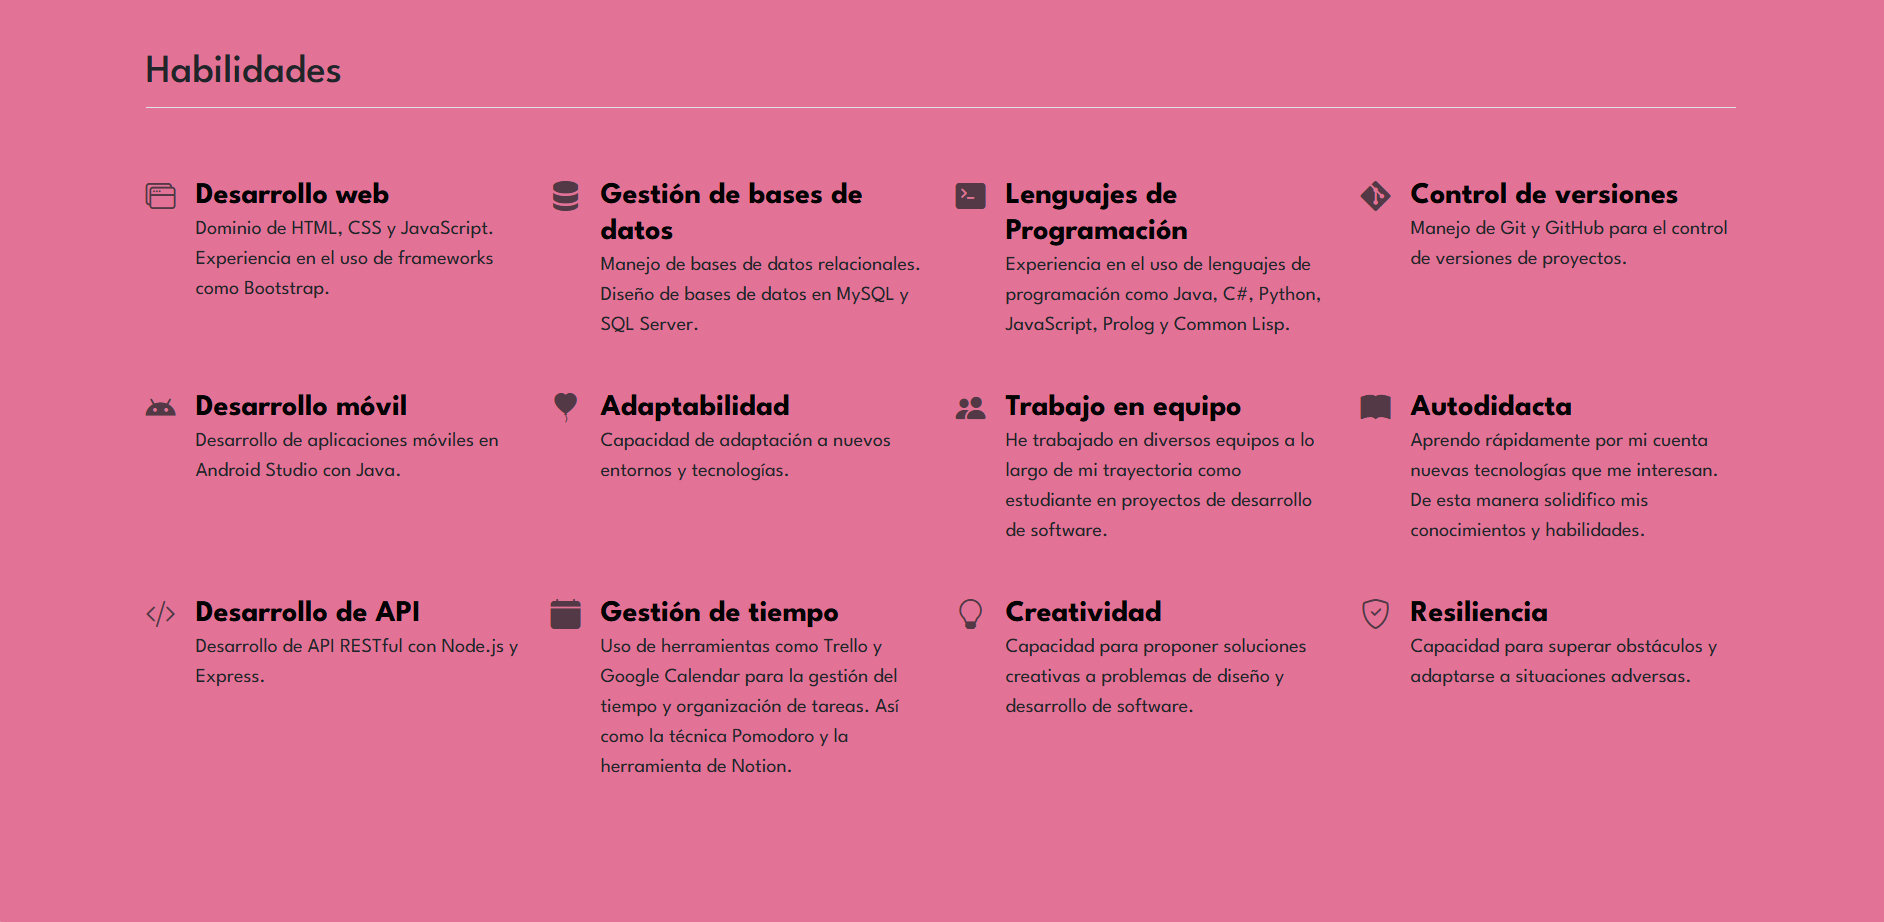 Habilidades
Desarrollo web
Dominio de HTML, CSS y JavaScript.
Experiencia en el uso de frameworks
como Bootstrap.
Gestión de bases de
datos
Manejo de bases de datos relacionales.
Diseño de bases de datos en MySQL y
SQL Server.
Lenguajes de
Programación
Experiencia en el uso de lenguajes de
programación como Java, C#, Python,
JavaScript, Prolog y Common Lisp.
Control de versiones
Manejo de Git y GitHub para el control
de versiones de proyectos.
Desarrollo móvil
Desarrollo de aplicaciones móviles en
Android Studio con Java.
Adaptabilidad
Capacidad de adaptación a nuevos
entornos y tecnologías.
Trabajo en equipo
He trabajado en diversos equipos a lo
largo de mi trayectoria como
estudiante en proyectos de desarrollo
de software.
Autodidacta
Aprendo rápidamente por mi cuenta
nuevas tecnologías que me interesan.
De esta manera solidifico mis
conocimientos y habilidades.
Desarrollo de API
Desarrollo de API RESTful con Node.js y
Express.
Gestión de tiempo
Uso de herramientas como Trello y
Google Calendar para la gestión del
tiempo y organización de tareas. Así
como la técnica Pomodoro y la
herramienta de Notion.
Creatividad
Capacidad para proponer soluciones
creativas a problemas de diseño y
desarrollo de software.
Resiliencia
Capacidad para superar obstáculos y
adaptarse a situaciones adversas.